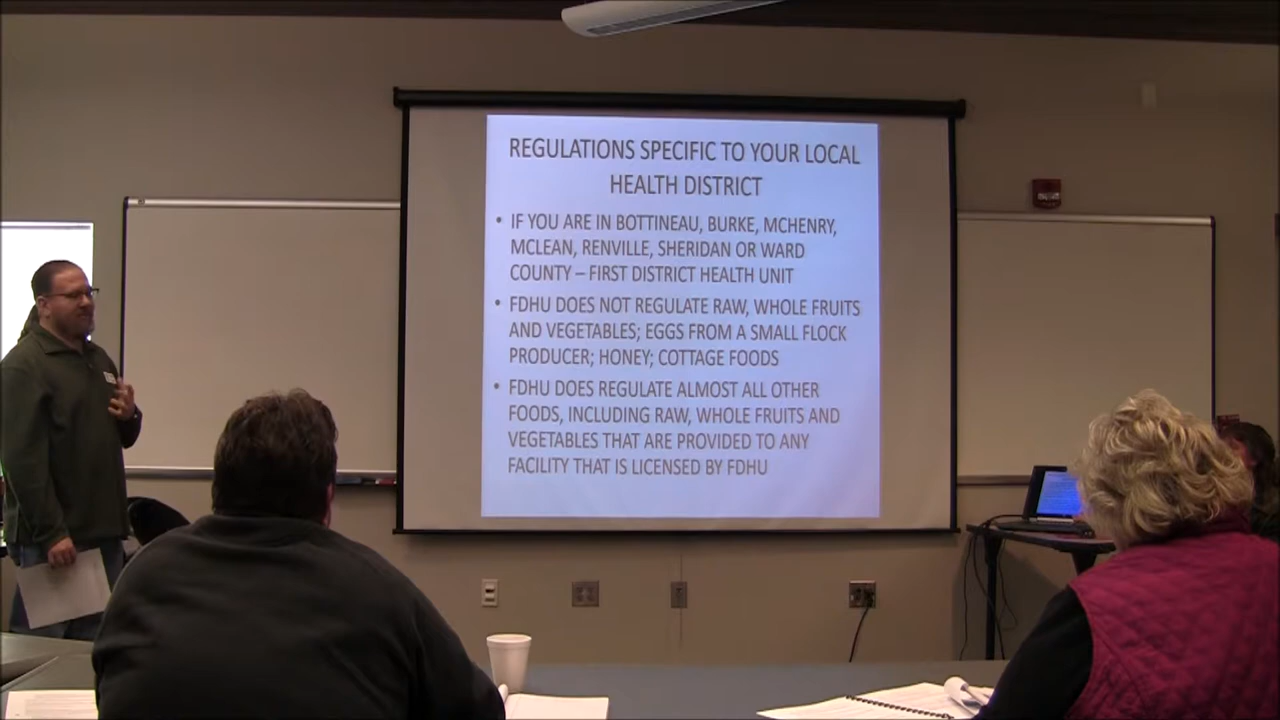 REGULATIONS SPECIFIC TO YOUR LOCAL
HEALTH DISTRICT
• IF YOU ARE IN BOTTINEAU, BURKE, MCHENRY,
MCLEAN, RENVILLE, SHERIDAN OR WARD
COUNTY – FIRST DISTRICT HEALTH UNIT
• FDHU DOES NOT REGULATE RAW, WHOLE FRUITS
AND VEGETABLES; EGGS FROM A SMALL FLOCK
PRODUCER; HONEY; COTTAGE FOODS
• FDHU DOES REGULATE ALMOST ALL OTHER
FOODS, INCLUDING RAW, WHOLE FRUITS AND
VEGETABLES THAT ARE PROVIDED TO ANY
FACILITY THAT IS LICENSED BY FDHU